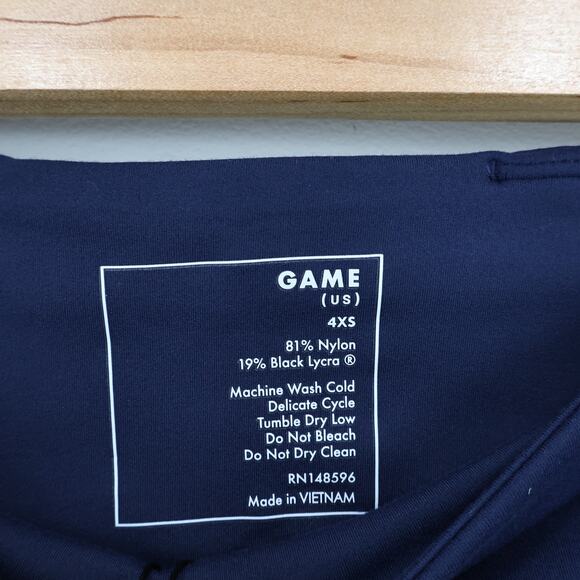 GAME
(US)
4XS
81% Nylon
19% Black Lycra ®
Machine Wash Cold
Delicate Cycle
Tumble Dry Low
Do Not Bleach
Do Not Dry Clean
RN148596
Made in VIETNAM